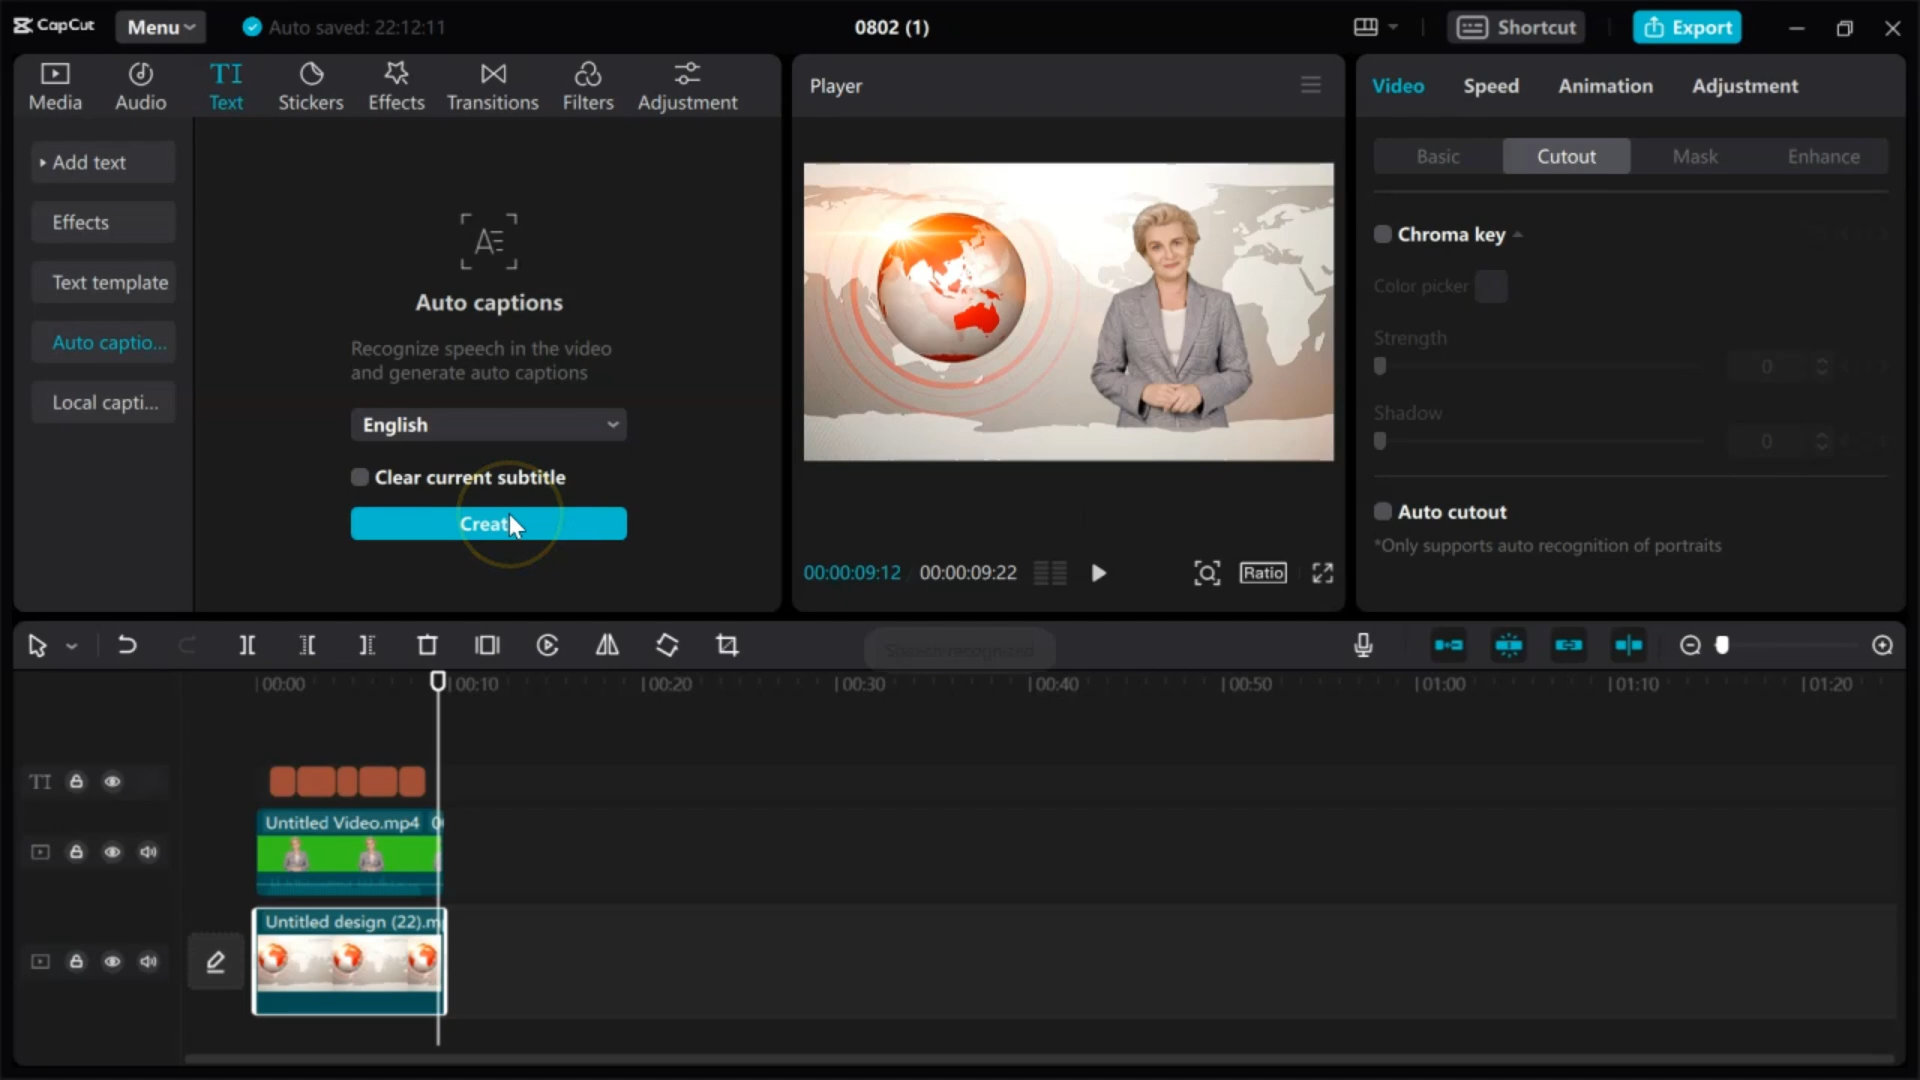 CapCut
Menu
Auto saved: 22:12:11
0802 (1)
Shortcut
Export
Media
Audio
TI
Text
Stickers
Effects
Transitions
Filters
Adjustment
Player
Video
Speed
Animation
Adjustment
Add text
Effects
Text template
Auto captio...
Local capti...
Auto captions
Recognize speech in the video
and generate auto captions
English
Clear current subtitle
Creat
00:00:09:12
00:00:09:22
Ratio
Basic
Cutout
Mask
Enhance
Chroma key
Color picker
Strength
0
Shadow
0
Auto cutout
*Only supports auto recognition of portraits
Speech recognized
00:00
00:10
00:20
00:30
00:40
00:50
01:00
01:10
01:20
TI
Untitled Video.mp4
Untitled design (22).m